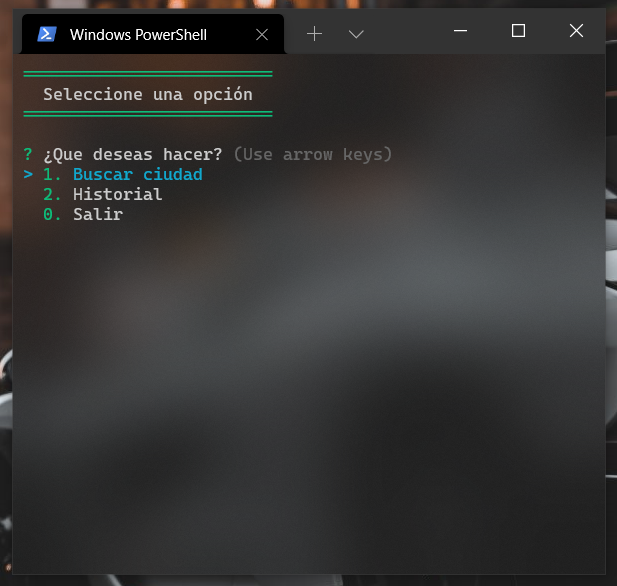 Windows PowerShell
Seleccione una opción
? ¿Que deseas hacer? (Use arrow keys)
> 1. Buscar ciudad
2. Historial
0. Salir